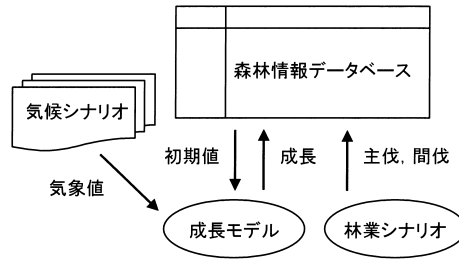 森林情報データベース
気候シナリオ
初期値
成長
主伐，間伐
気象値
成長モデル
林業シナリオ